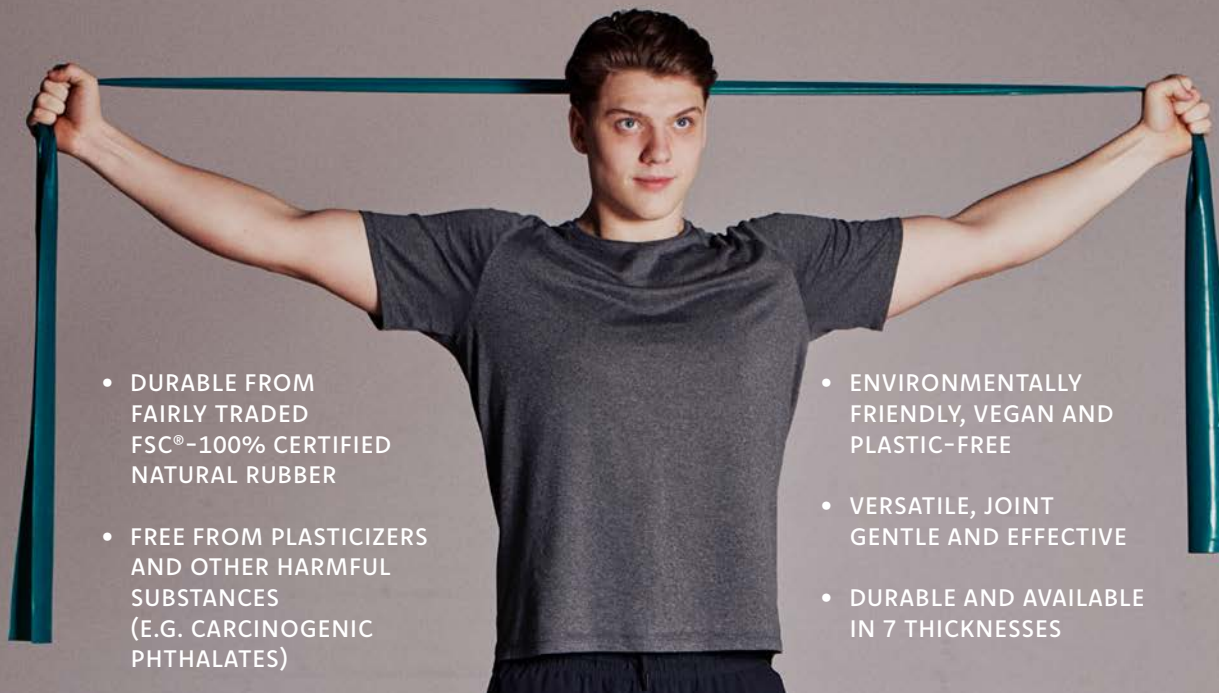 • DURABLE FROM
FAIRLY TRADED
FSC®-100% CERTIFIED
NATURAL RUBBER
• FREE FROM PLASTICIZERS
AND OTHER HARMFUL
SUBSTANCES
(E.G. CARCINOGENIC
PHTHALATES)
• ENVIRONMENTALLY
FRIENDLY, VEGAN AND
PLASTIC-FREE
• VERSATILE, JOINT
GENTLE AND EFFECTIVE
• DURABLE AND AVAILABLE
IN 7 THICKNESSES